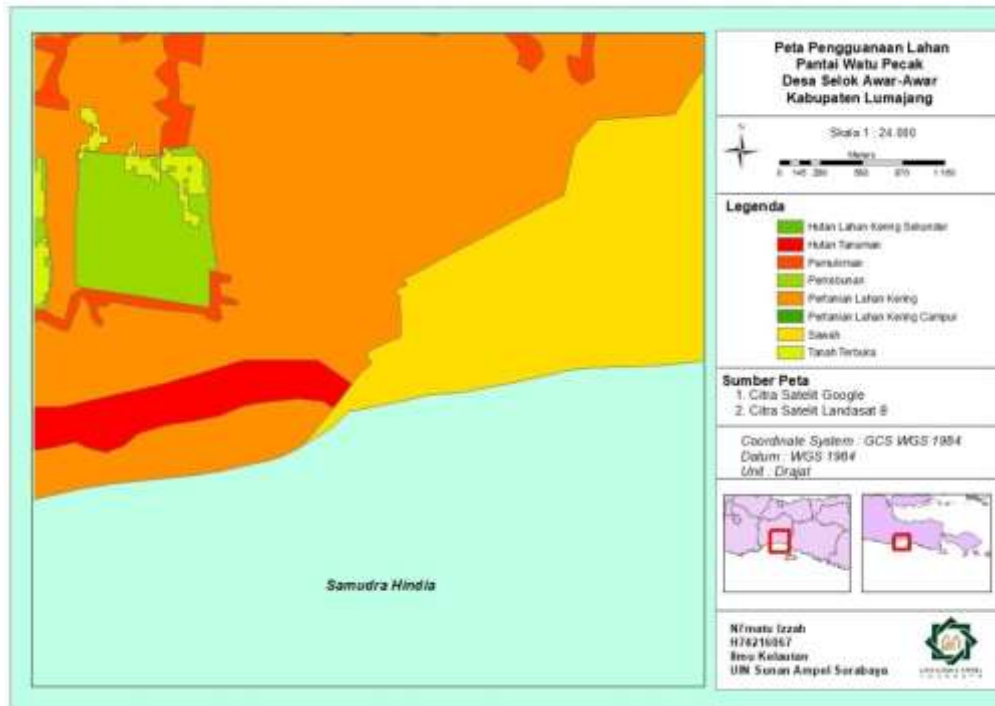 Peta Pengguanaan Lahan
Pantai Watu Pecak
Desa Selok Awar-Awar
Kabupaten Lumajang
N
Skala 1 : 24.000
Meters
0 145 290 580 870 1.160
Legenda
Hutan Lahan Kering Sekunder
Hutan Tanaman
Pemukiman
Perkebunan
Pertanian Lahan Kering
Pertanian Lahan Kering Campur
Sawah
Tanah Terbuka
Sumber Peta
1. Citra Satelit Google
2. Citra Satelit Landasat 8
Coordinate System : GCS WGS 1984
Datum : WGS 1984
Unit : Drajat
Samudra Hindia
Ni'matu Izzah
H74216067
Ilmu Kelautan
UIN Sunan Ampel Surabaya